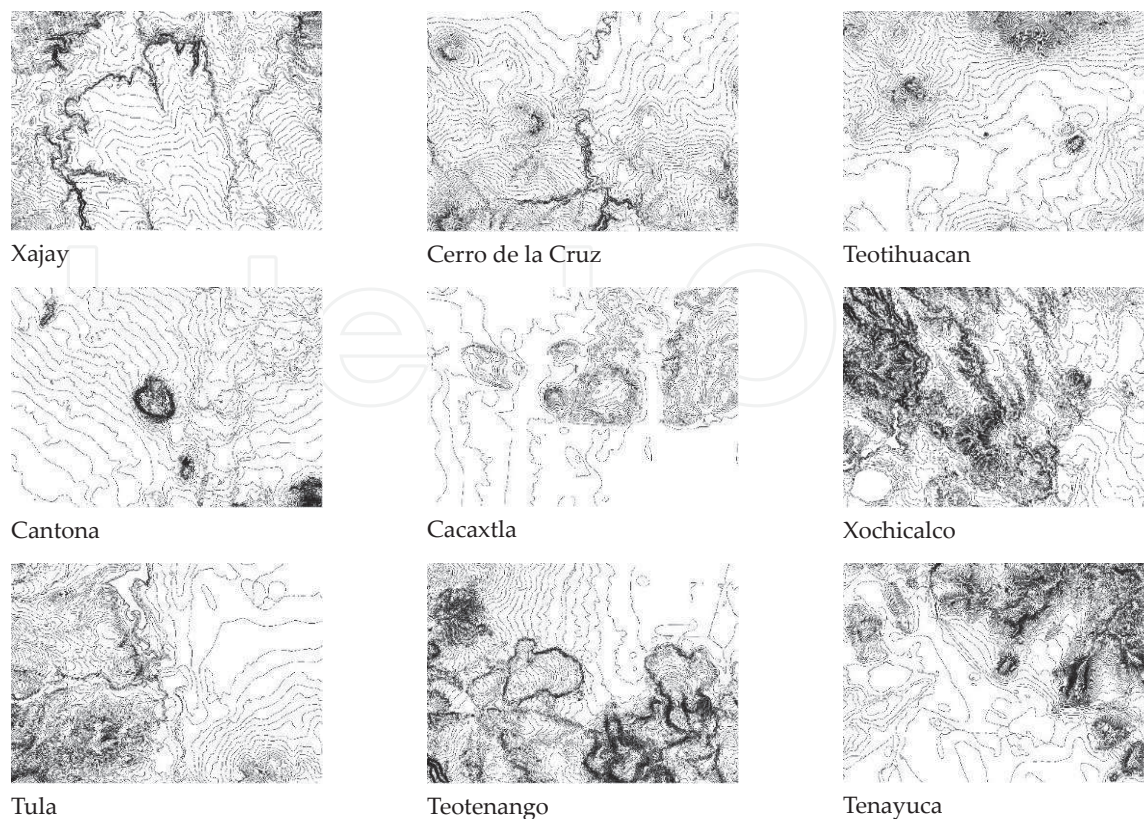 Xajay
Cerro de la Cruz
Teotihuacan
Cantona
Cacaxtla
Xochicalco
Tula
Teotenango
Tenayuca